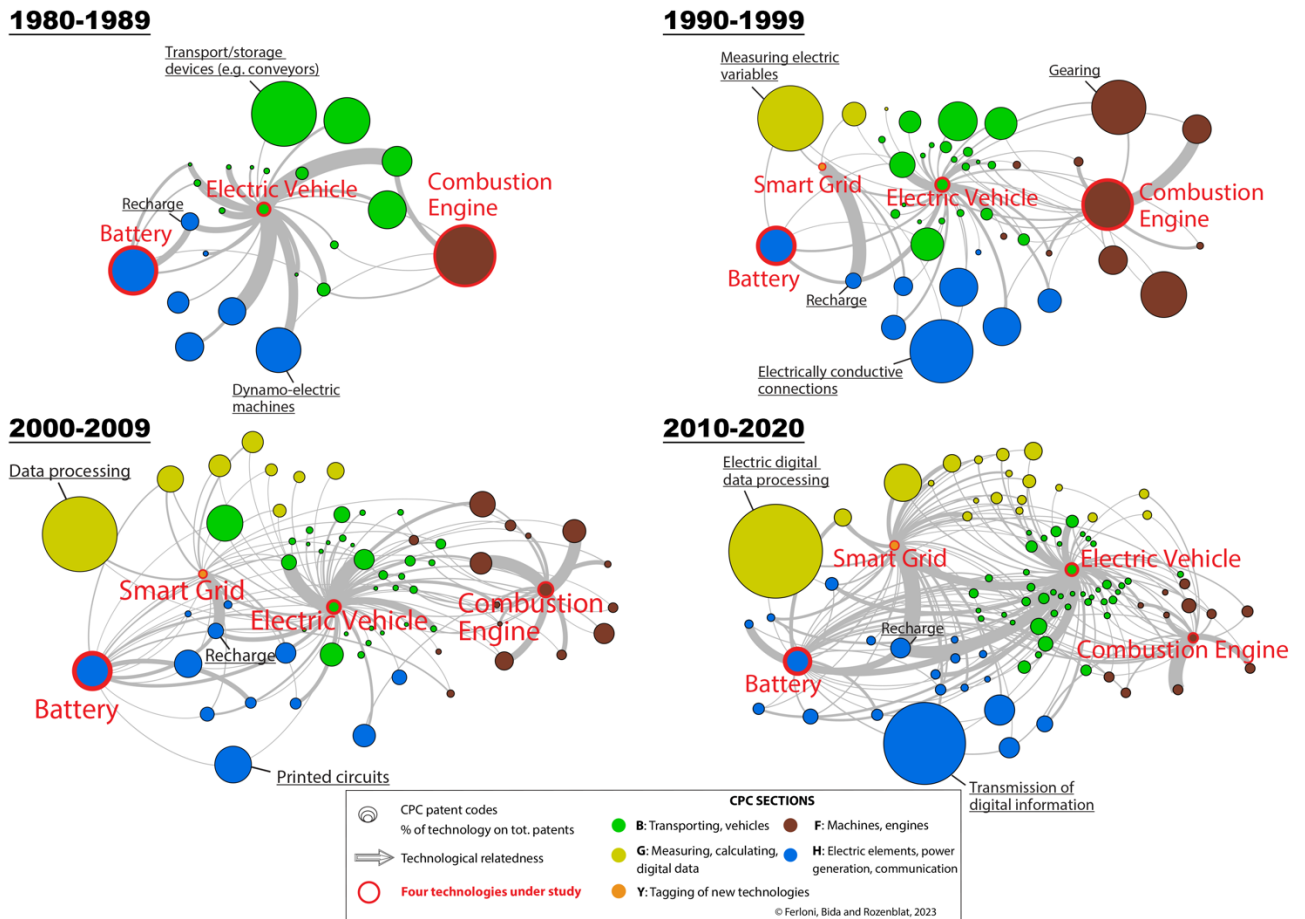 1980-1989
Transport/storage
devices (e.g. conveyors)
Electric Vehicle
Combustion
Engine
Recharge
Battery
Dynamo-electric
machines
1990-1999
Measuring electric
variables
Gearing
Smart Grid
Electric Vehicle
Combustion
Engine
Battery
Recharge
Electrically conductive
connections
2000-2009
Data processing
Smart Grid
Electric Vehicle
Combustion
Engine
Recharge
Battery
Printed circuits
2010-2020
Electric digital
data processing
Smart Grid
Electric Vehicle
Recharge
Combustion Engine
Battery
Transmission of
digital information
CPC patent codes
% of technology on tot. patents
Technological relatedness
Four technologies under study
CPC SECTIONS
B: Transporting, vehicles
F: Machines, engines
G: Measuring, calculating,
digital data
H: Electric elements, power
generation, communication
Y: Tagging of new technologies
© Ferloni, Bida and Rozenblat, 2023